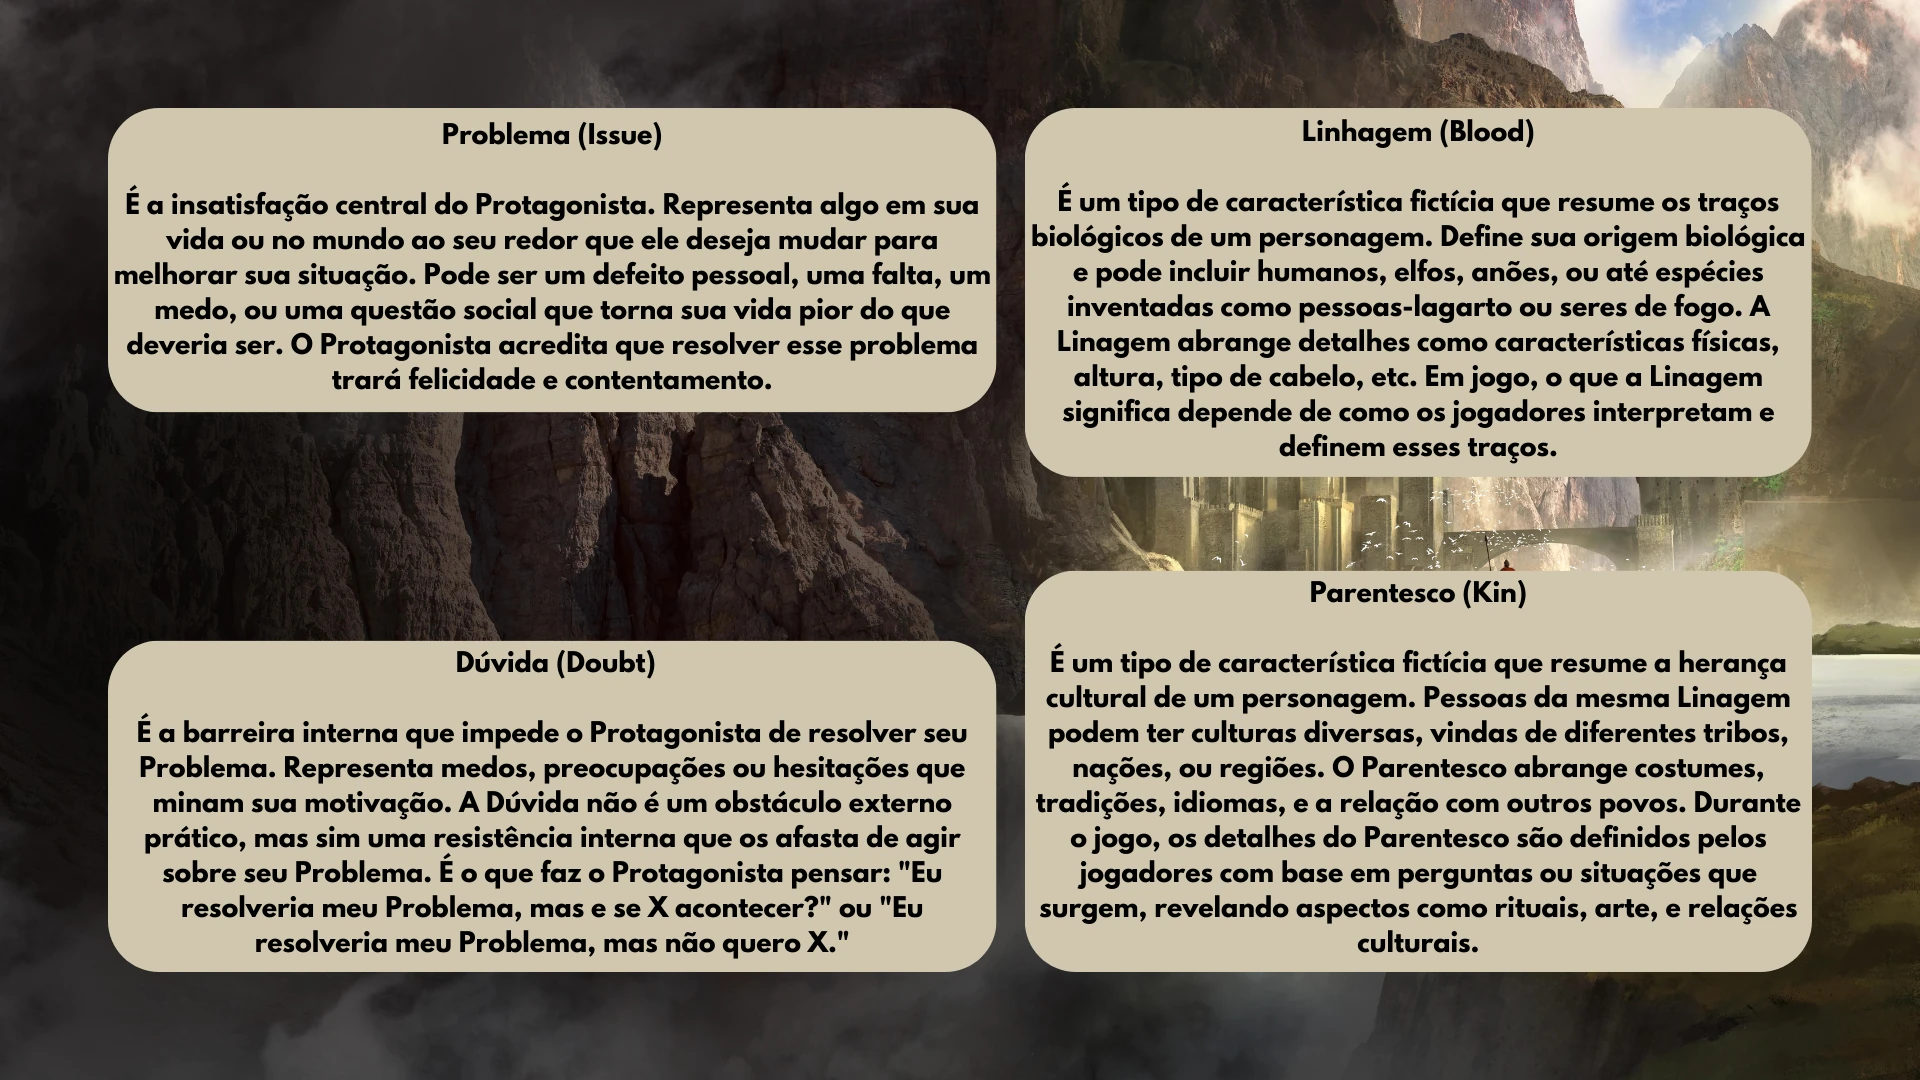 Problema (Issue)
É a insatisfação central do Protagonista. Representa algo em sua
vida ou no mundo ao seu redor que ele deseja mudar para
melhorar sua situação. Pode ser um defeito pessoal, uma falta, um
medo, ou uma questão social que torna sua vida pior do que
deveria ser. O Protagonista acredita que resolver esse problema
trará felicidade e contentamento.
Dúvida (Doubt)
É a barreira interna que impede o Protagonista de resolver seu
Problema. Representa medos, preocupações ou hesitações que
minam sua motivação. A Dúvida não é um obstáculo externo
prático, mas sim uma resistência interna que os afasta de agir
sobre seu Problema. É o que faz o Protagonista pensar: "Eu
resolveria meu Problema, mas e se X acontecer?" ou "Eu
resolveria meu Problema, mas não quero X."
Linhagem (Blood)
É um tipo de característica fictícia que resume os traços
biológicos de um personagem. Define sua origem biológica
e pode incluir humanos, elfos, anões, ou até espécies
inventadas como pessoas-lagarto ou seres de fogo. A
Linagem abrange detalhes como características físicas,
altura, tipo de cabelo, etc. Em jogo, o que a Linagem
significa depende de como os jogadores interpretam e
definem esses traços.
Parentesco (Kin)
É um tipo de característica fictícia que resume a herança
cultural de um personagem. Pessoas da mesma Linagem
podem ter culturas diversas, vindas de diferentes tribos,
nações, ou regiões. O Parentesco abrange costumes,
tradições, idiomas, e a relação com outros povos. Durante
o jogo, os detalhes do Parentesco são definidos pelos
jogadores com base em perguntas ou situações que
surgem, revelando aspectos como rituais, arte, e relações
culturais.